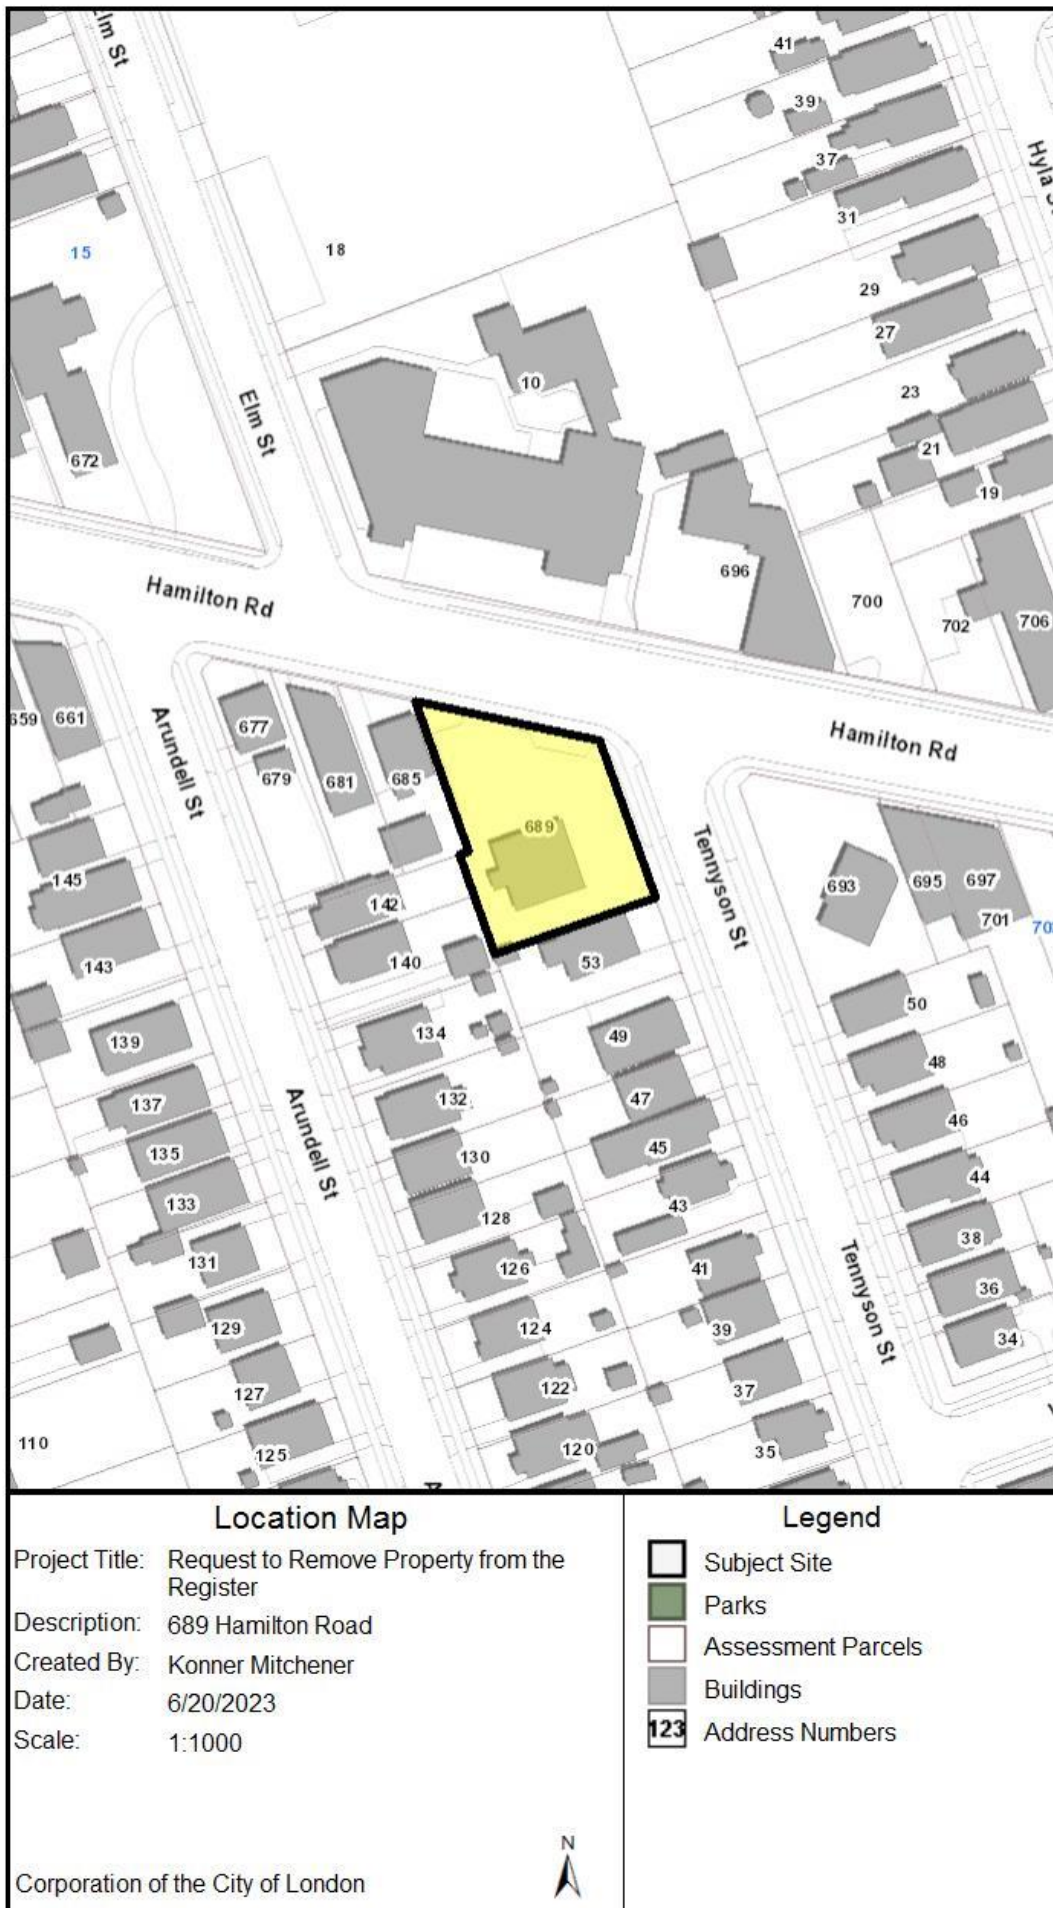 Elm St
41
39
37
31
Hyla S
15
18
29
27
10
23
Elm St
21
672
19
696
Hamilton Rd
700
702
706
659
661
677
Arundell St
679
681
685
Hamilton Rd
689
Tennyson St
693
695
697
701
70
145
142
143
140
53
50
139
134
49
48
137
132
47
46
Arundell St
135
130
45
44
133
128
43
38
131
126
41
Tennyson St
36
129
124
39
34
127
122
37
110
125
120
35
A
Location Map
Project Title: Request to Remove Property from the
Register
Description: 689 Hamilton Road
Created By: Konner Mitchener
Date: 6/20/2023
Scale: 1:1000
N
Corporation of the City of London
Legend
Subject Site
Parks
Assessment Parcels
Buildings
123 Address Numbers